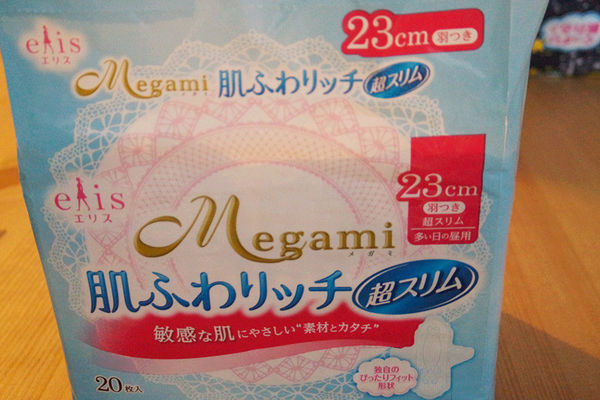 elis
エリス
23cm 羽つき
Megami
メガミ
肌ふわリッチ 超スリム
elis
エリス
Megami
メガミ
23cm
羽つき
超スリム
多い日の昼用
肌ふわリッチ 超スリム
敏感な肌にやさしい"素材とカタチ"
独自の
ぴったりフィット
形状
20枚入